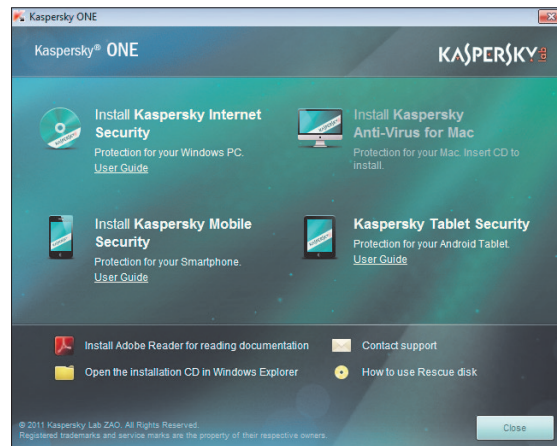 Kaspersky ONE
Kaspersky® ONE
KASPERSKY
Install Kaspersky Internet
Security
Protection for your Windows PC.
User Guide
Install Kaspersky
Anti-Virus for Mac
Protection for your Mac. Insert CD to
install.
Install Kaspersky Mobile
Security
Protection for your Smartphone.
User Guide
Kaspersky Tablet Security
Protection for your Android Tablet.
User Guide
Install Adobe Reader for reading documentation
Contact support
Open the installation CD in Windows Explorer
How to use Rescue disk
© 2011 Kaspersky Lab ZAO. All Rights Reserved.
Registered trademarks and service marks are the property of their respective owners.
Close